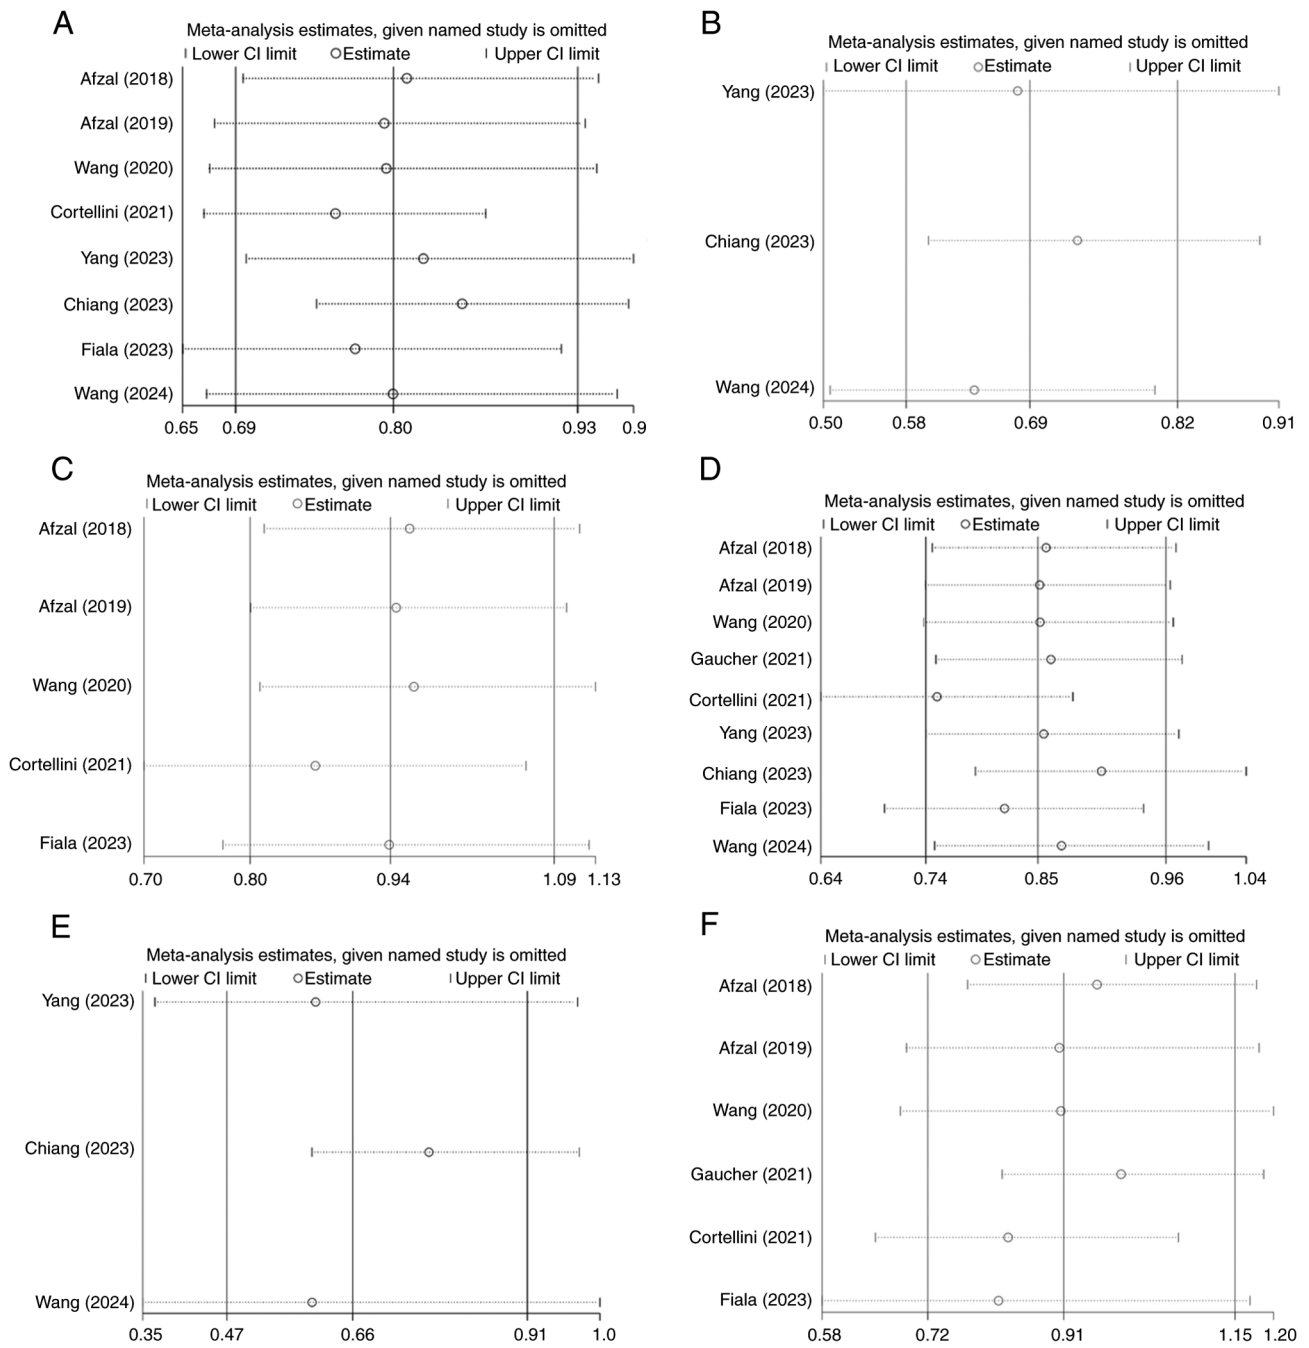 A
Meta-analysis estimates, given named study is omitted
Lower CI limit Estimate Upper CI limit
Afzal (2018)
Afzal (2019)
Wang (2020)
Cortellini (2021)
Yang (2023)
Chiang (2023)
Fiala (2023)
Wang (2024)
0.65 0.69 0.80 0.93 0.9
B
Meta-analysis estimates, given named study is omitted
Lower CI limit Estimate Upper CI limit
Yang (2023)
Chiang (2023)
Wang (2024)
0.50 0.58 0.69 0.82 0.91
C
Meta-analysis estimates, given named study is omitted
Lower CI limit Estimate Upper CI limit
Afzal (2018)
Afzal (2019)
Wang (2020)
Cortellini (2021)
Fiala (2023)
0.70 0.80 0.94 1.09 1.13
D
Meta-analysis estimates, given named study is omitted
Lower CI limit Estimate Upper CI limit
Afzal (2018)
Afzal (2019)
Wang (2020)
Gaucher (2021)
Cortellini (2021)
Yang (2023)
Chiang (2023)
Fiala (2023)
Wang (2024)
0.64 0.74 0.85 0.96 1.04
E
Meta-analysis estimates, given named study is omitted
Lower CI limit Estimate Upper CI limit
Yang (2023)
Chiang (2023)
Wang (2024)
0.35 0.47 0.66 0.91 1.0
F
Meta-analysis estimates, given named study is omitted
Lower CI limit Estimate Upper CI limit
Afzal (2018)
Afzal (2019)
Wang (2020)
Gaucher (2021)
Cortellini (2021)
Fiala (2023)
0.58 0.72 0.91 1.15 1.20